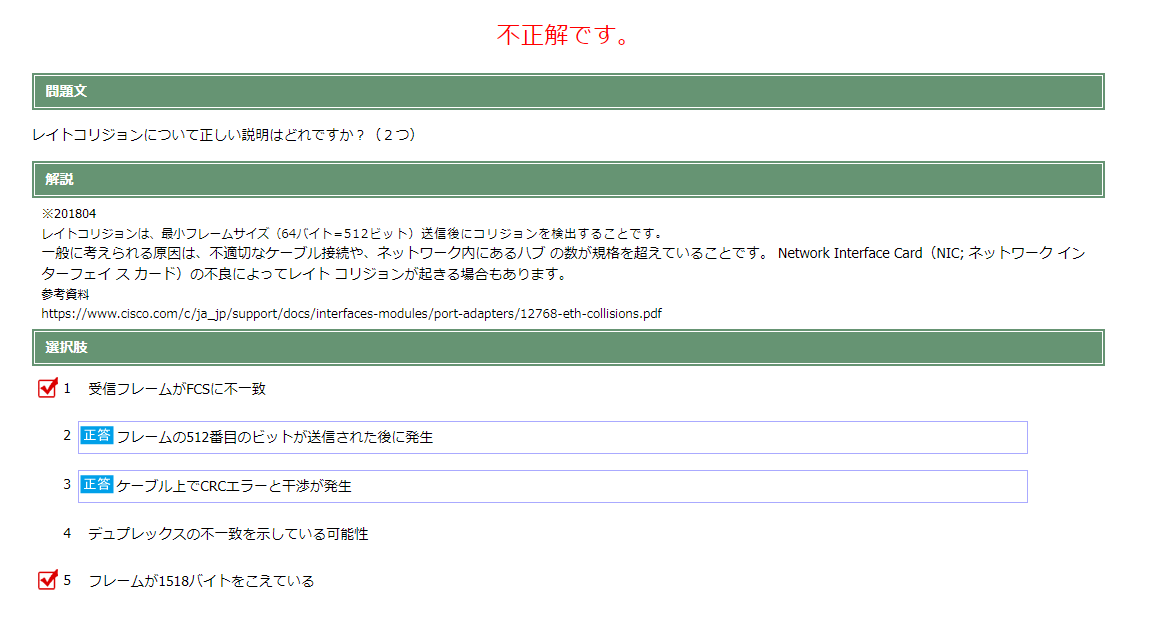 不正解です。
問題文
レイトコリジョンについて正しい説明はどれですか？（２つ）
解説
※201804
レイトコリジョンは、最小フレームサイズ（64バイト=512ビット）送信後にコリジョンを検出することです。
一般に考えられる原因は、不適切なケーブル接続や、ネットワーク内にあるハブ の数が規格を超えていることです。 Network Interface Card（NIC; ネットワーク イン
ターフェイ ス カード）の不良によってレイト コリジョンが起きる場合もあります。
参考資料
https://www.cisco.com/c/ja_jp/support/docs/interfaces-modules/port-adapters/12768-eth-collisions.pdf
選択肢
1 受信フレームがFCSに不一致
2 正答 フレームの512番目のビットが送信された後に発生
3 正答 ケーブル上でCRCエラーと干渉が発生
4 デュプレックスの不一致を示している可能性
5 フレームが1518バイトをこえている